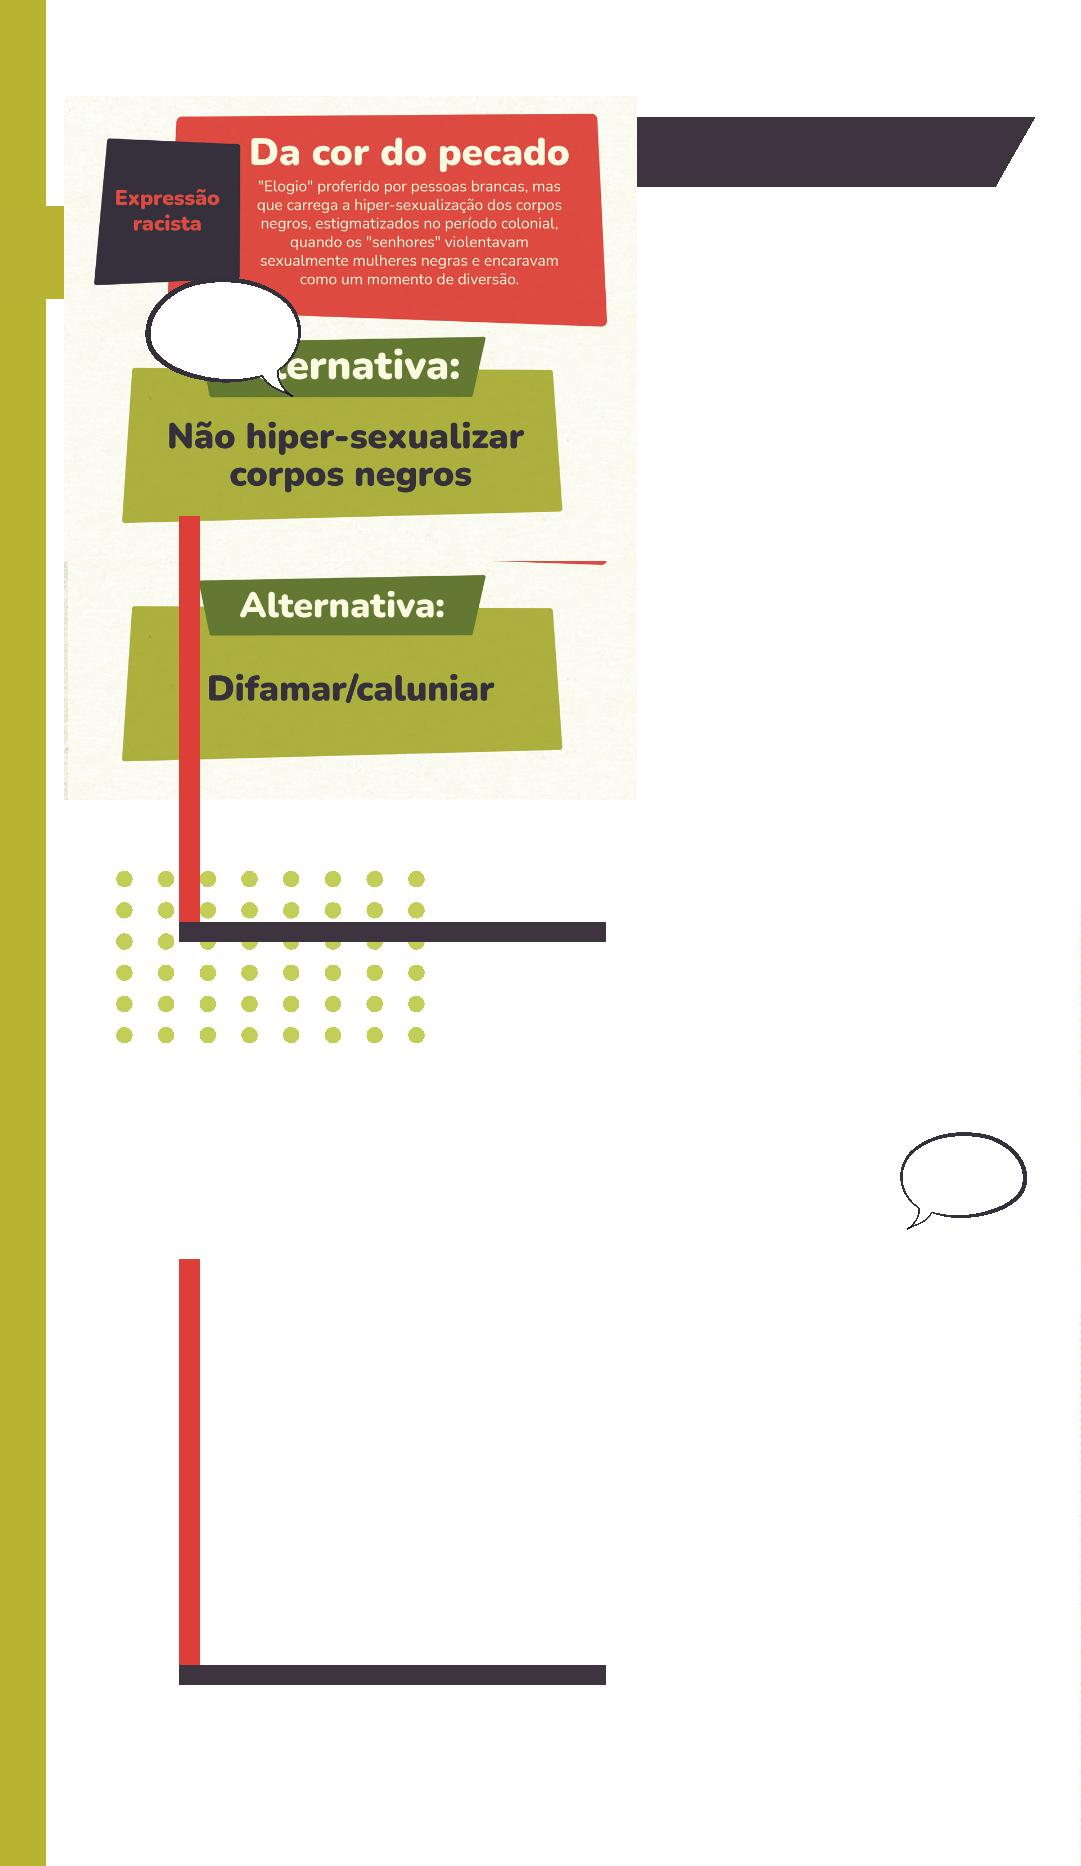 Da cor do pecado
Expressão
racista
"Elogio" proferido por pessoas brancas, mas
que carrega a hiper-sexualização dos corpos
negros, estigmatizados no período colonial,
quando os "senhores" violentavam
sexualmente mulheres negras e encaravam
como um momento de diversão.
ternativa:
Não hiper-sexualizar
corpos negros
Alternativa:
Difamar/caluniar